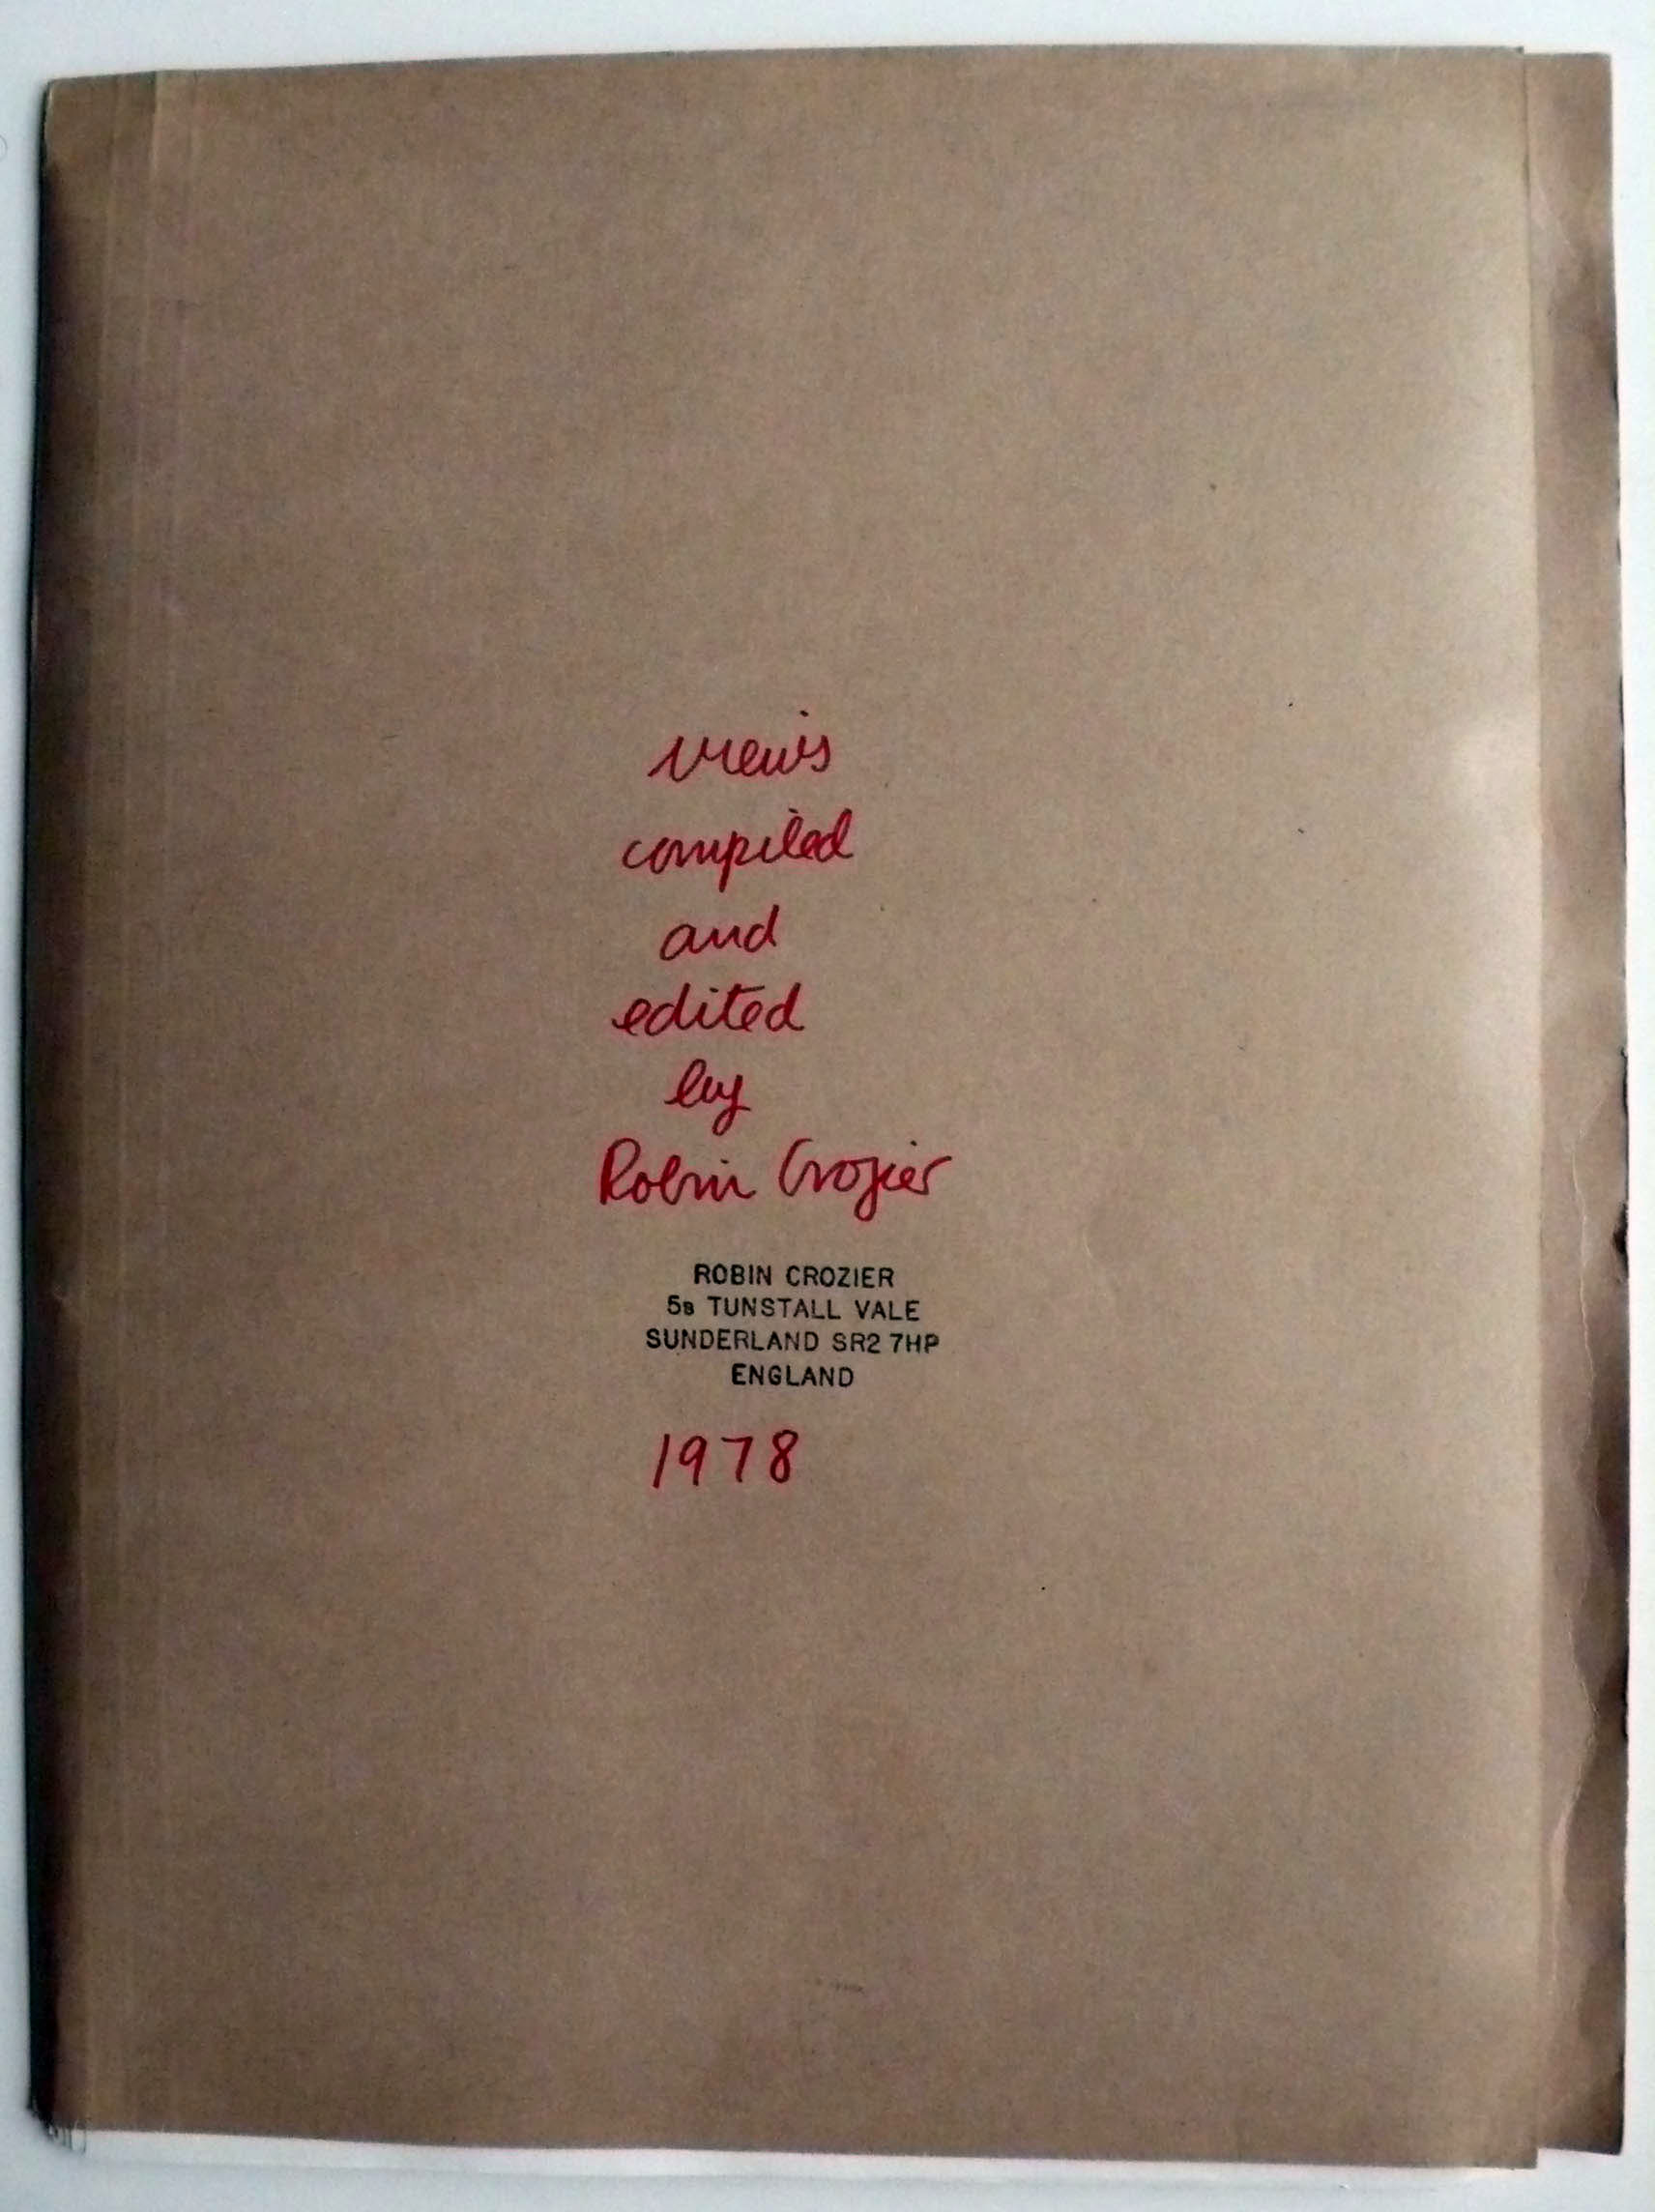 views
compiled
and
edited
by
Robin Crozier
ROBIN CROZIER
5B TUNSTALL VALE
SUNDERLAND SR2 7HP
ENGLAND
1978